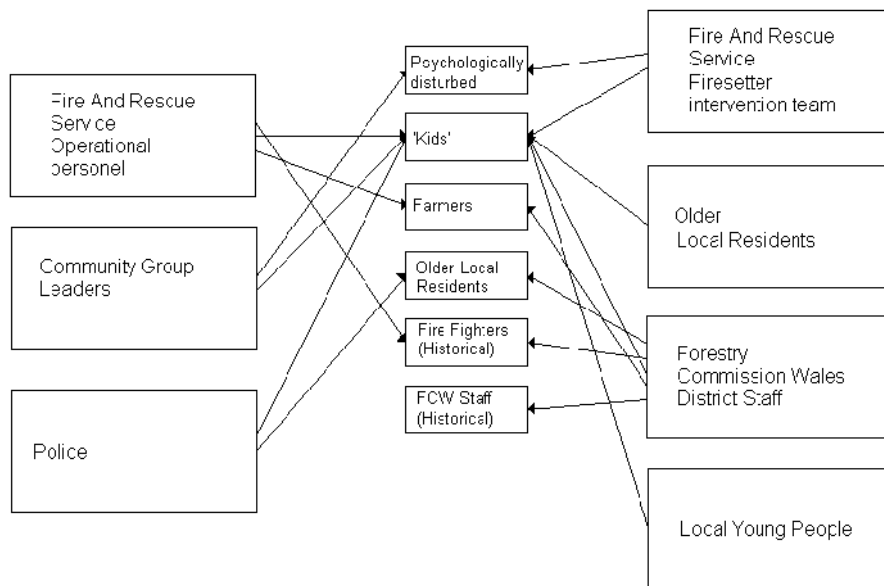 Fire And Rescue
Service
Operational
personel
Community Group
Leaders
Police
Psychologically
disturbed
'Kids'
Farmers
Older Local
Residents
Fire Fighters
(Historical)
FCW Staff
(Historical)
Fire And Rescue
Service
Firesetter
intervention team
Older
Local Residents
Forestry
Commission Wales
District Staff
Local Young People